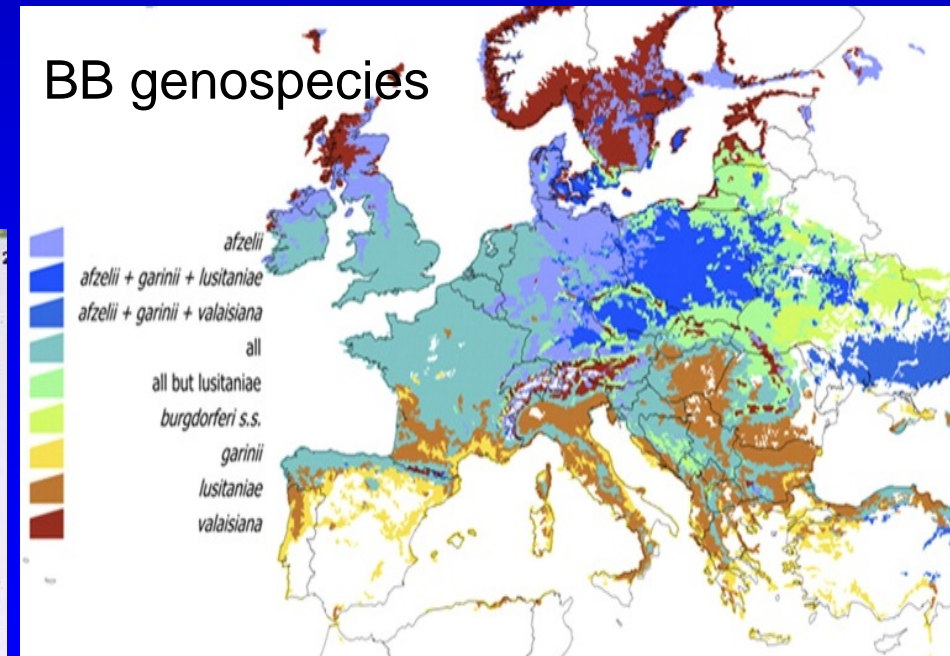 BB genospecies
afzelii
afzelii + garinii + lusitaniae
afzelii + garinii + valaisiana
all
all but lusitaniae
burgdorferi s.s.
garinii
lusitaniae
valaisiana